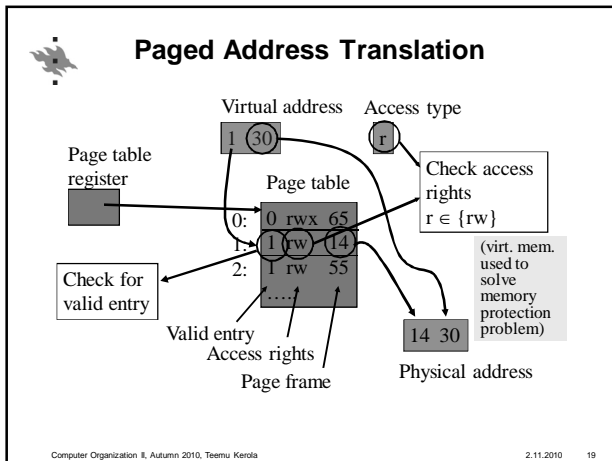 Paged Address Translation
Virtual address
Access type
1 30
r
Page table
register
Page table
Check access
rights
r ∈ {rw}
0: 0 rwx 65
1: 1 rw 14
2: 1 rw 55
.....
(virt. mem.
used to
solve
memory
protection
problem)
Check for
valid entry
Valid entry
Access rights
Page frame
14 30
Physical address
Computer Organization II, Autumn 2010, Teemu Kerola
2.11.2010 19